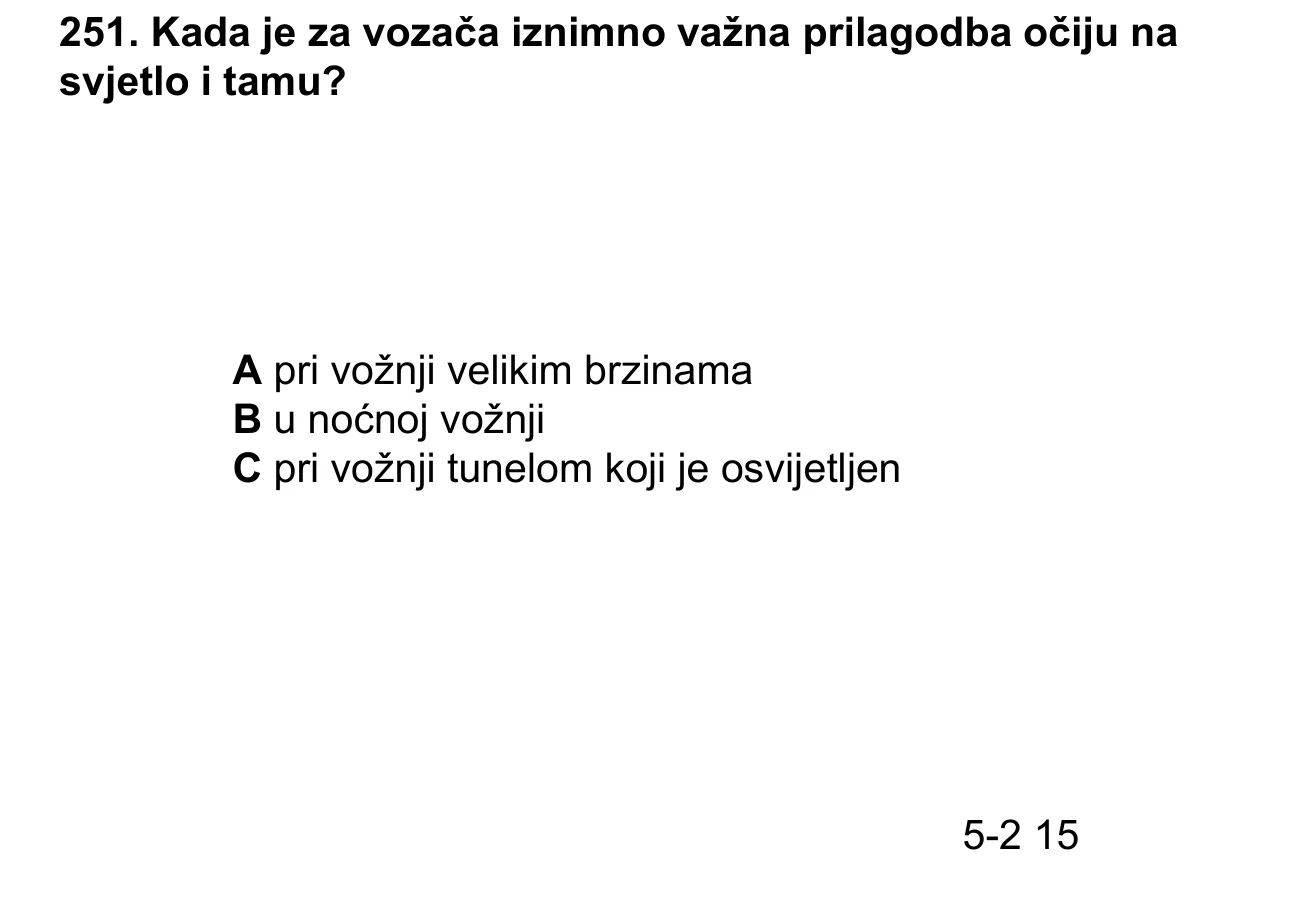 251. Kada je za vozača iznimno važna prilagodba očiju na
svjetlo i tamu?
A pri vožnji velikim brzinama
B u noćnoj vožnji
C pri vožnji tunelom koji je osvijetljen
5-2 15